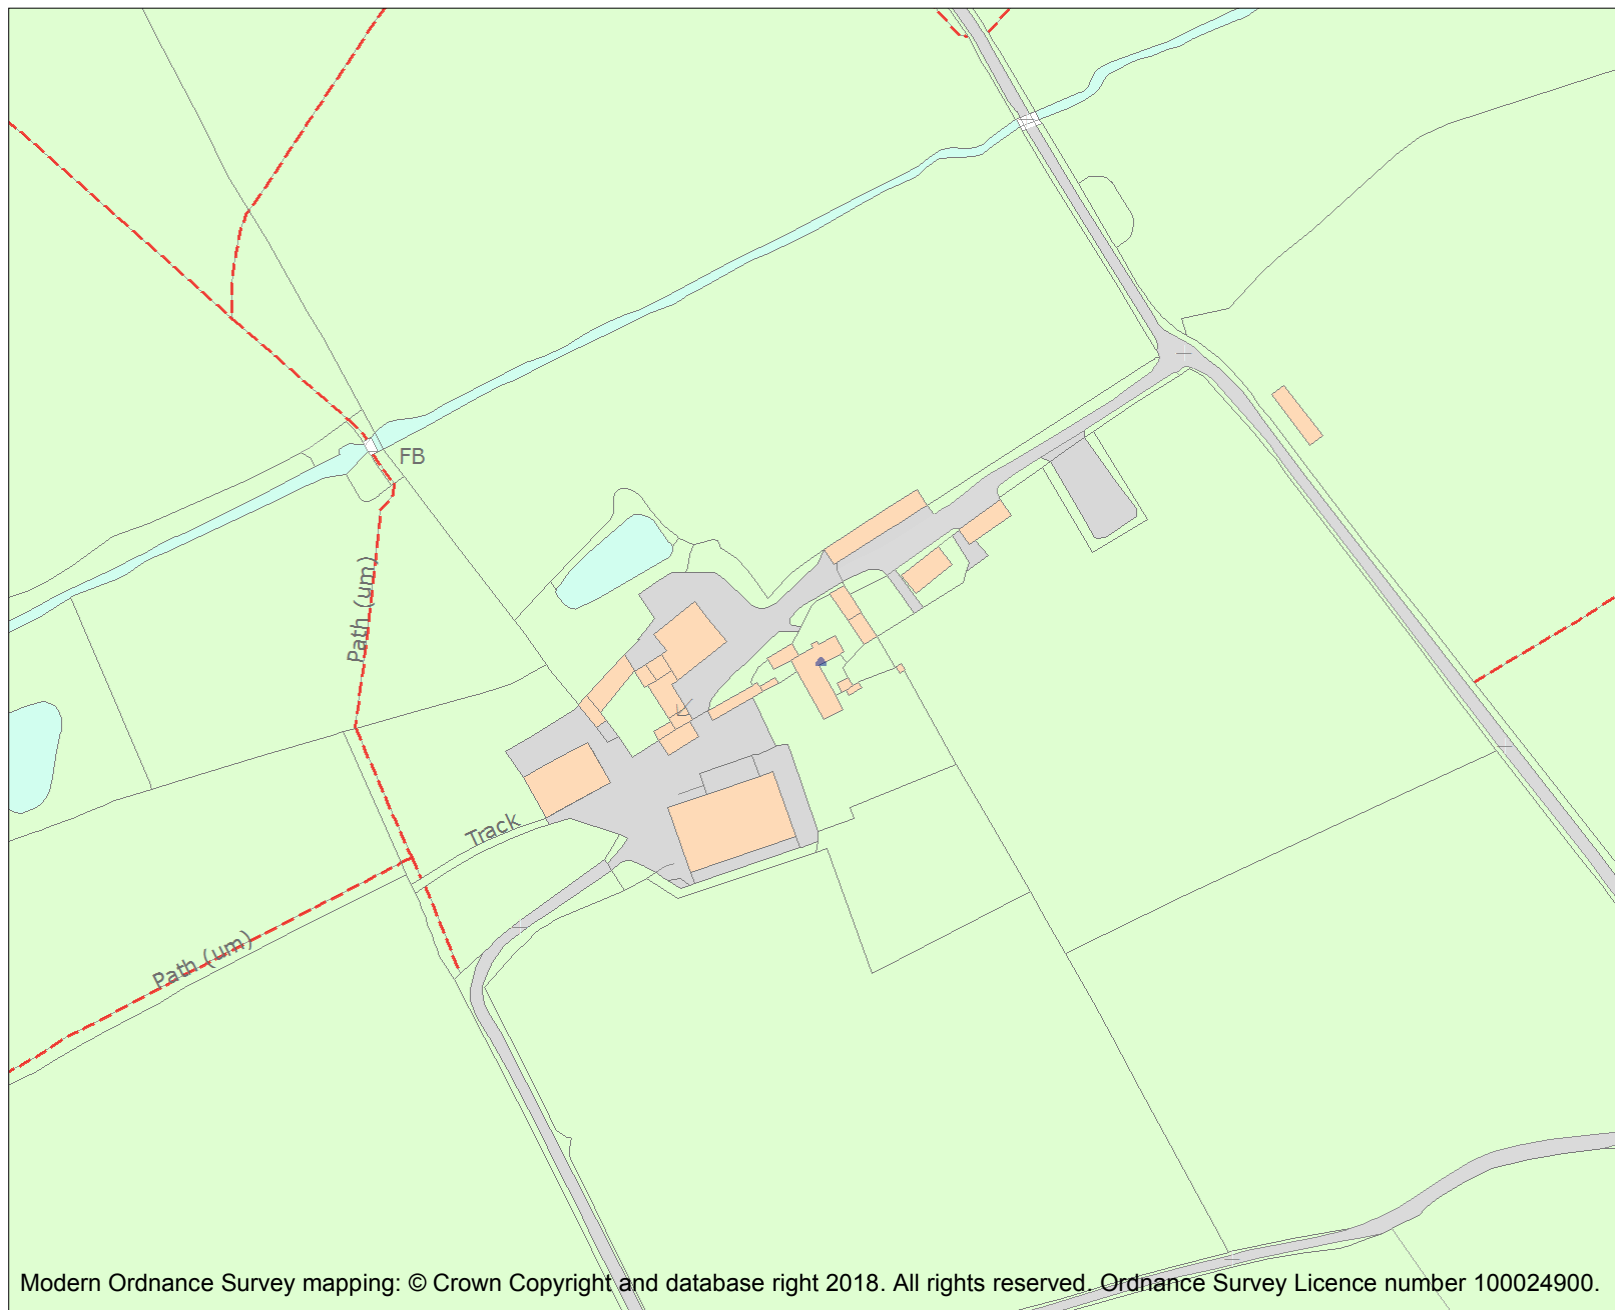 FB
Path (um)
Track
Path (um)
Modern Ordnance Survey mapping: © Crown Copyright and database right 2018. All rights reserved. Ordnance Survey Licence number 100024900.